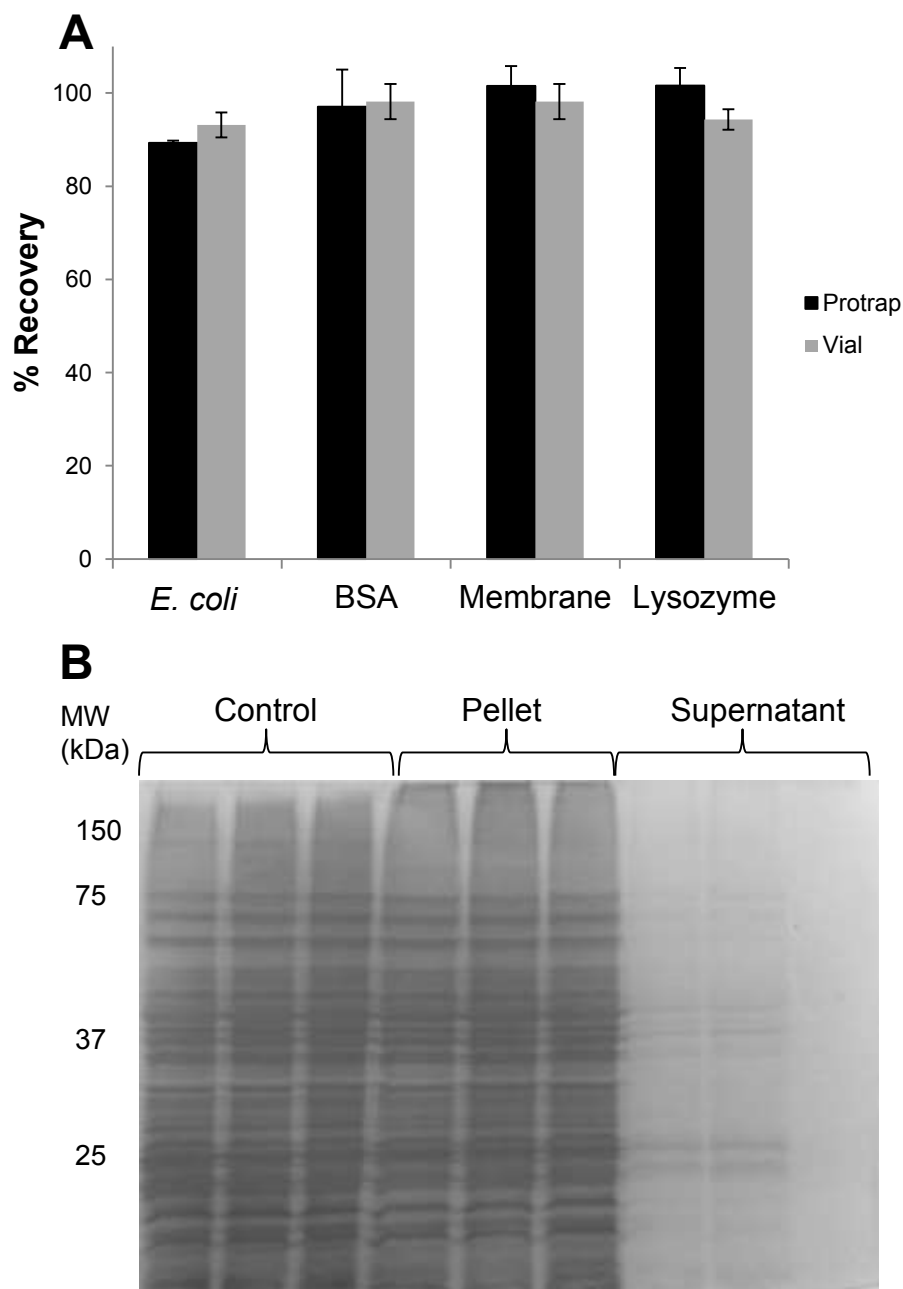 A
100
80
60
40
20
0
% Recovery
E. coli BSA Membrane Lysozyme
Protrap
Vial
B
MW
(kDa)
Control Pellet Supernatant
150
75
37
25